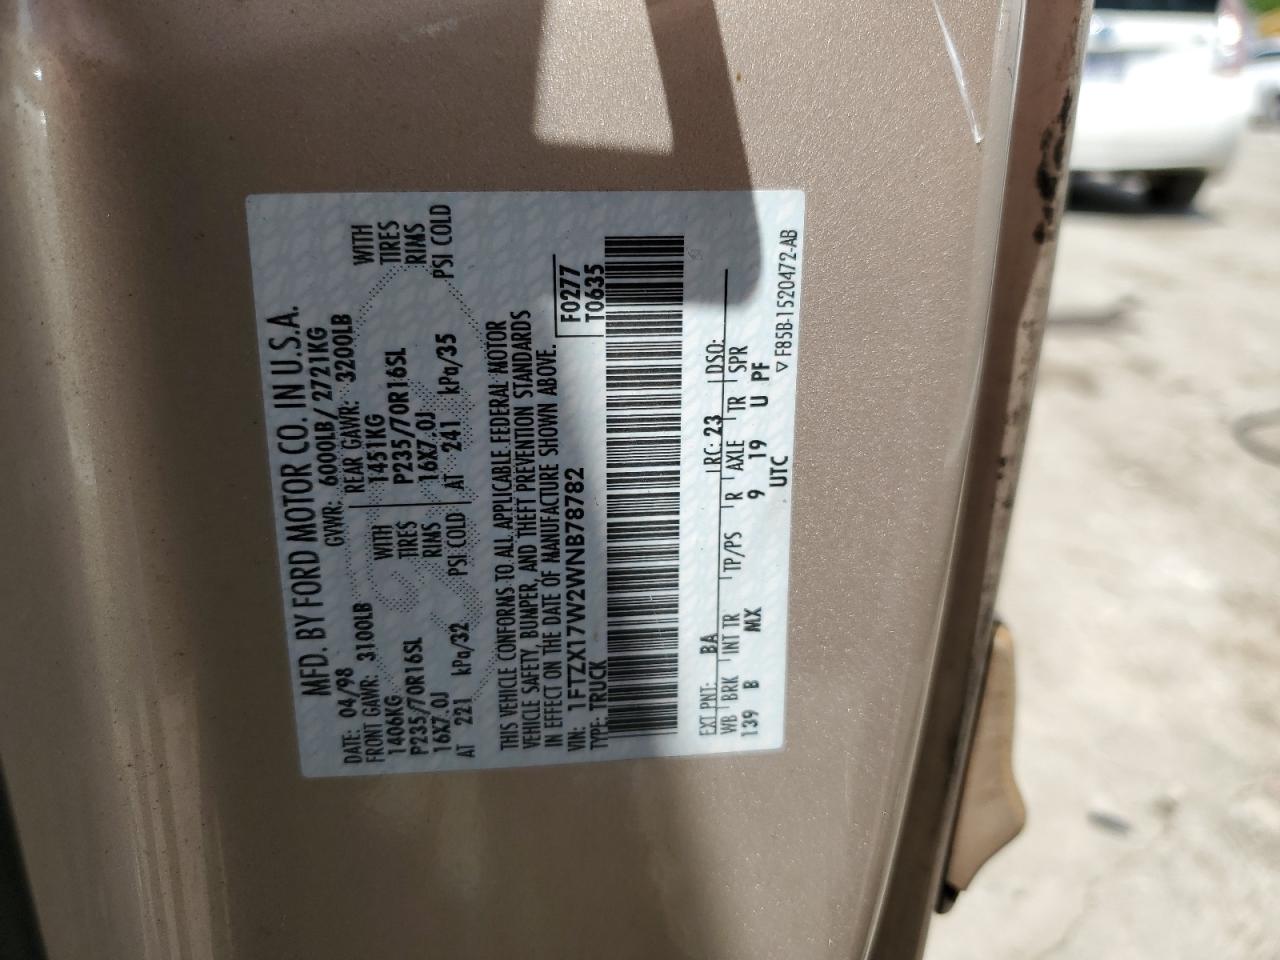 MFD. BY FORD MOTOR CO. IN U.S.A.
DATE: 04/98 GVWR: 6000LB/ 2721KG
FRONT GAWR: 3100LB REAR GAWR: 3200LB
1406KG WITH 1451KG WITH
P235/70R16SL TIRES P235/70R16SL TIRES
16X7.0J RIMS 16X7.0J RIMS
AT 221 kPa/32 PSI COLD AT 241 kPa/35 PSI COLD
THIS VEHICLE CONFORMS TO ALL APPLICABLE FEDERAL MOTOR
VEHICLE SAFETY, BUMPER, AND THEFT PREVENTION STANDARDS
IN EFFECT ON THE DATE OF MANUFACTURE SHOWN ABOVE.
VIN: 1FTZX17W2WNB78782 F0277
TYPE: TRUCK T0635
EXT PNT: BA RC: 23 DSO:
WB BRK INT TR TP/PS R AXLE TR SPR
139 B MX 9 19 U PF
UTC ▽ F85B-1520472-AB